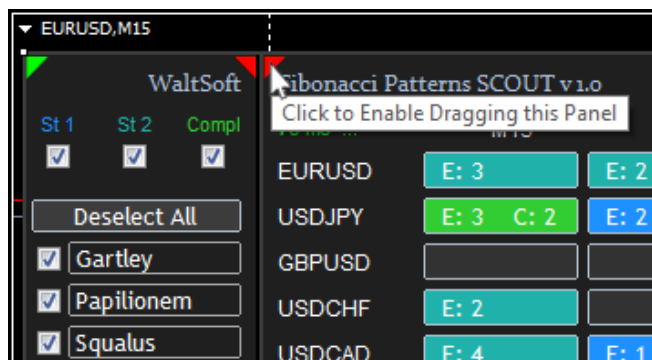 EURUSD,M15
WaltSoft
Fibonacci Patterns SCOUT v 1.0
Click to Enable Dragging this Panel
St 1 St 2 Compl
M15
EURUSD E: 3 E: 2
Deselect All
USDJPY E: 3 C: 2 E: 2
Gartley
GBPUSD
Papilionem
USDCHF E: 2
Squalus
USDCAD E: 4 E: 1